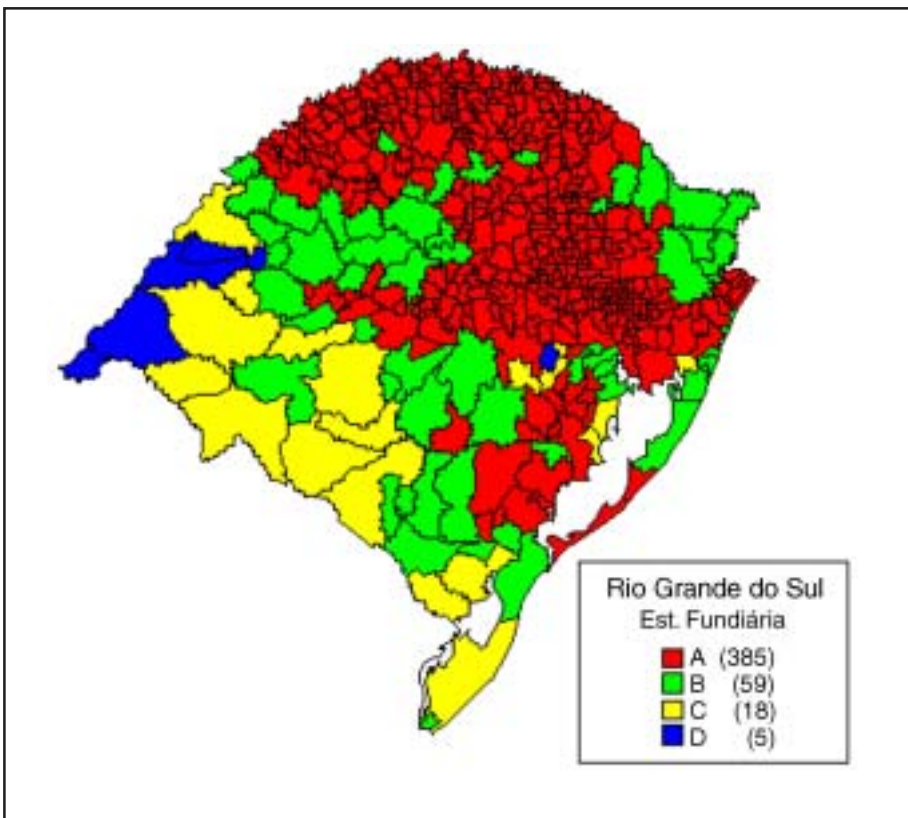 Rio Grande do Sul
Est. Fundiária
A (385)
B (59)
C (18)
D (5)